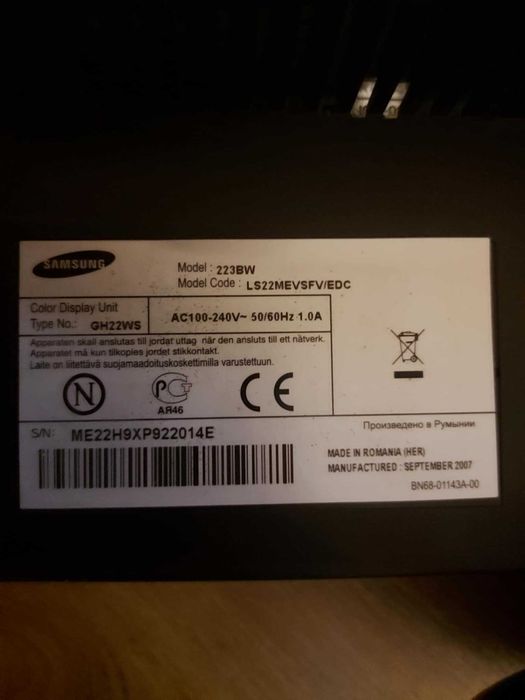 SAMSUNG
Model : 223BW
Model Code : LS22MEVSFV/EDC
Color Display Unit
Type No.: GH22WS
AC100-240V~ 50/60Hz 1.0A
Apparaten skall anslutas till jordat uttag när den ansluts till ett nätverk.
Apparatet må kun tilkoples jordet stikkontakt.
Laite on liitettävä suojamaadoituskoskettimilla varustettuun.
N
РСТ
АЯ46
CE
S/N: ME22H9XP922014E
Произведено в Румынии
MADE IN ROMANIA (HER)
MANUFACTURED : SEPTEMBER 2007
BN68-01143A-00